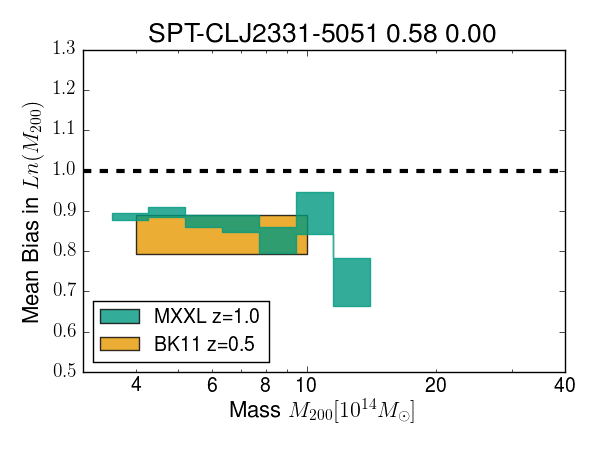 SPT-CLJ2331-5051 0.58 0.00
1.3
1.2
1.1
1.0
0.9
0.8
0.7
0.6
0.5
Mean Bias in Ln(M₂₀₀)
MXXL z=1.0
BK11 z=0.5
4 6 8 10 20 40
Mass M₂₀₀[10¹⁴M☉]